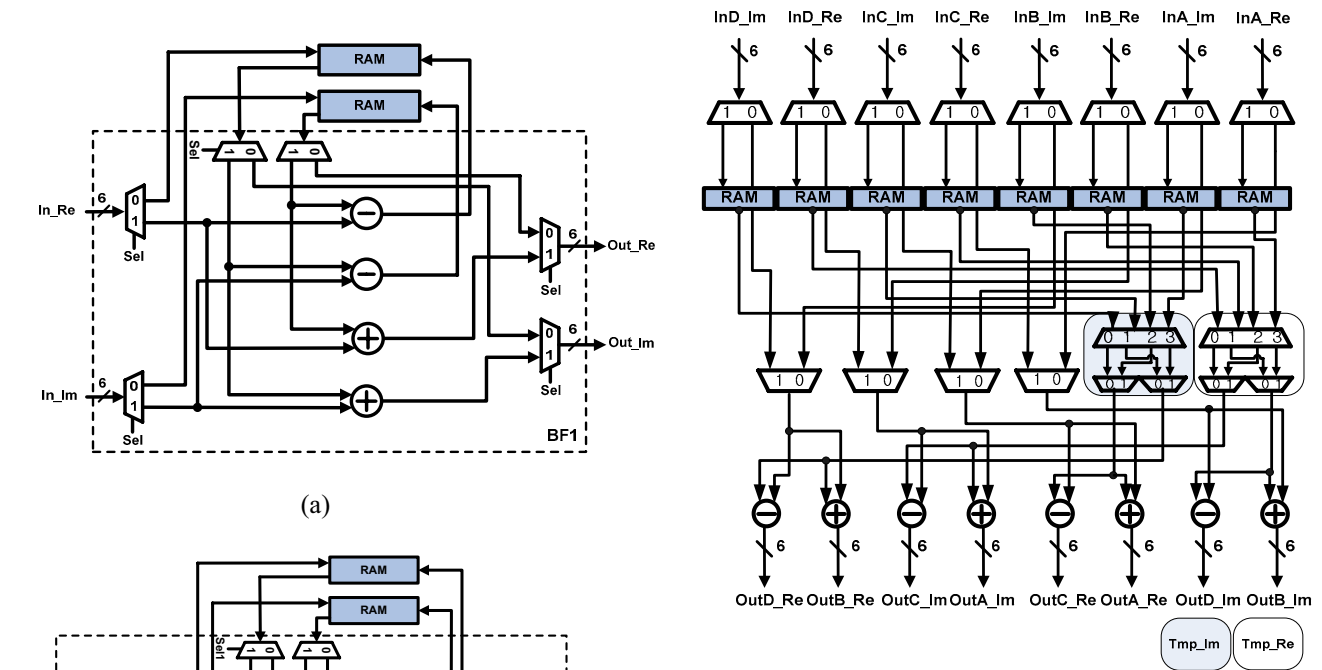 RAM
RAM
Sel
1 0
1 0
6
In_Re
0
1
Sel
0
1
6
Out_Re
Sel
0
1
6
Out_Im
Sel
6
In_Im
0
1
Sel
BF1
(a)
RAM
RAM
Sel1
1 0
1 0
InD_Im InD_Re InC_Im InC_Re InB_Im InB_Re InA_Im InA_Re
6 6 6 6 6 6 6 6
1 0 1 0 1 0 1 0 1 0 1 0 1 0 1 0
RAM RAM RAM RAM RAM RAM RAM RAM
0 1 2 3 0 1 2 3
1 0 1 0 1 0 1 0 0 1 0 1 0 1 0 1
6 6 6 6 6 6 6 6
OutD_Re OutB_Re OutC_Im OutA_Im OutC_Re OutA_Re OutD_Im OutB_Im
Tmp_Im Tmp_Re